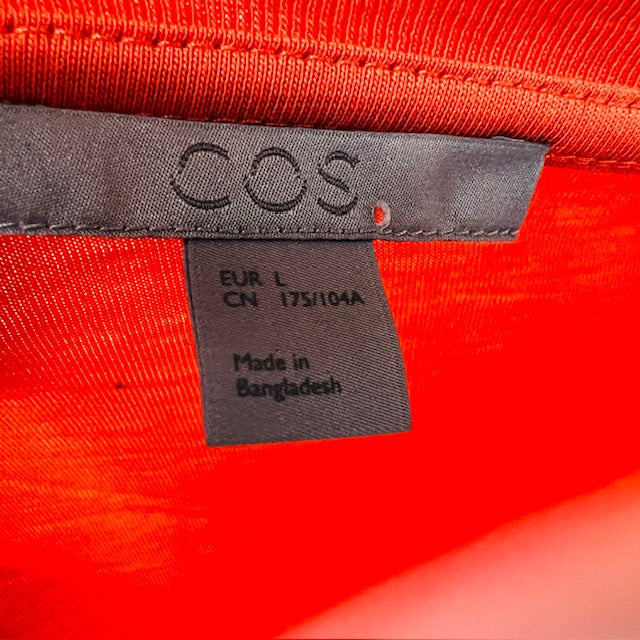 COS
EUR L
CN 175/104A
Made in
Bangladesh